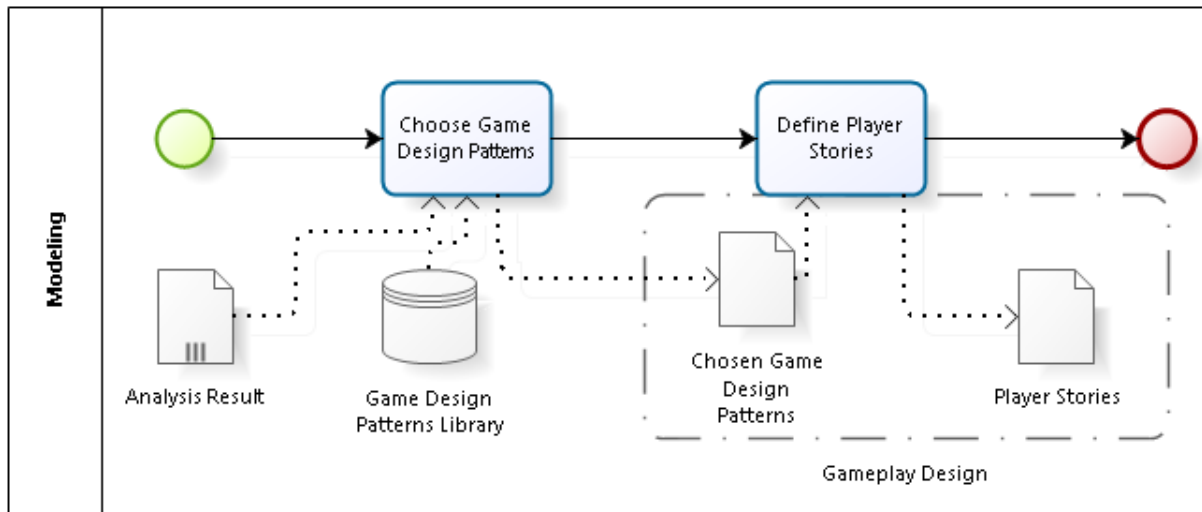 Modeling
Choose Game
Design Patterns
Define Player
Stories
Analysis Result
Game Design
Patterns Library
Chosen Game
Design
Patterns
Player Stories
Gameplay Design